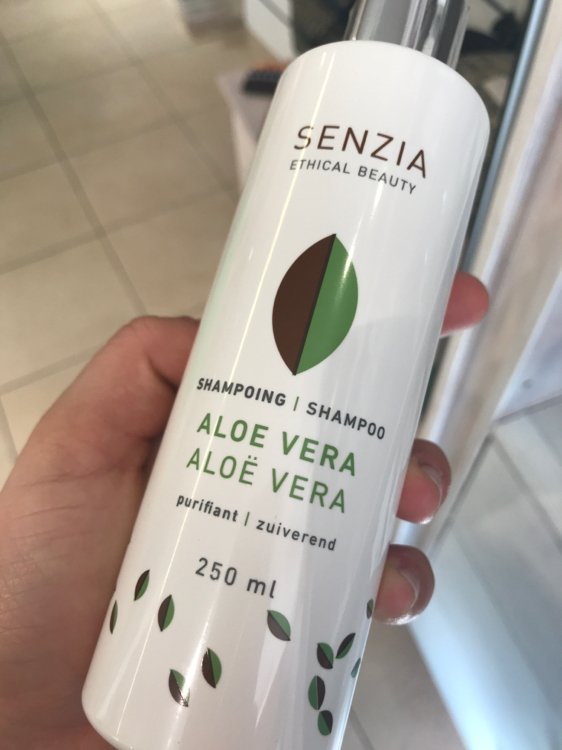 SENZIA
ETHICAL BEAUTY
SHAMPOING | SHAMPOO
ALOE VERA
ALOË VERA
purifiant | zuiverend
250 ml